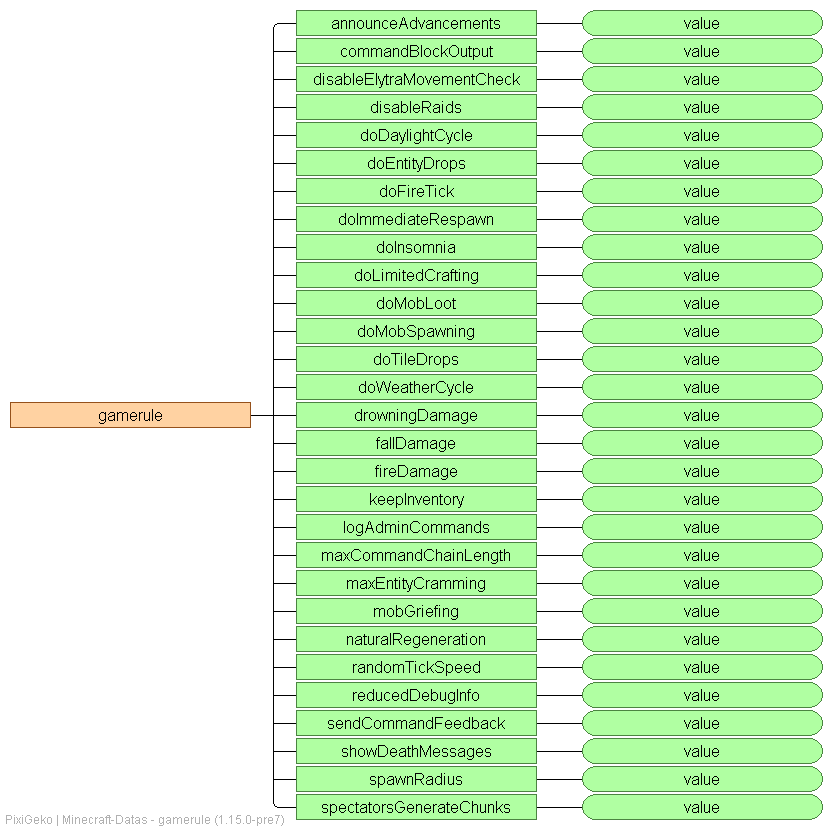 announceAdvancements value
commandBlockOutput value
disableElytraMovementCheck value
disableRaids value
doDaylightCycle value
doEntityDrops value
doFireTick value
doImmediateRespawn value
doInsomnia value
doLimitedCrafting value
doMobLoot value
doMobSpawning value
doTileDrops value
doWeatherCycle value
gamerule drowningDamage value
fallDamage value
fireDamage value
keepInventory value
logAdminCommands value
maxCommandChainLength value
maxEntityCramming value
mobGriefing value
naturalRegeneration value
randomTickSpeed value
reducedDebugInfo value
sendCommandFeedback value
showDeathMessages value
spawnRadius value
spectatorsGenerateChunks value
PixiGeko | Minecraft-Datas - gamerule (1.15.0-pre7)